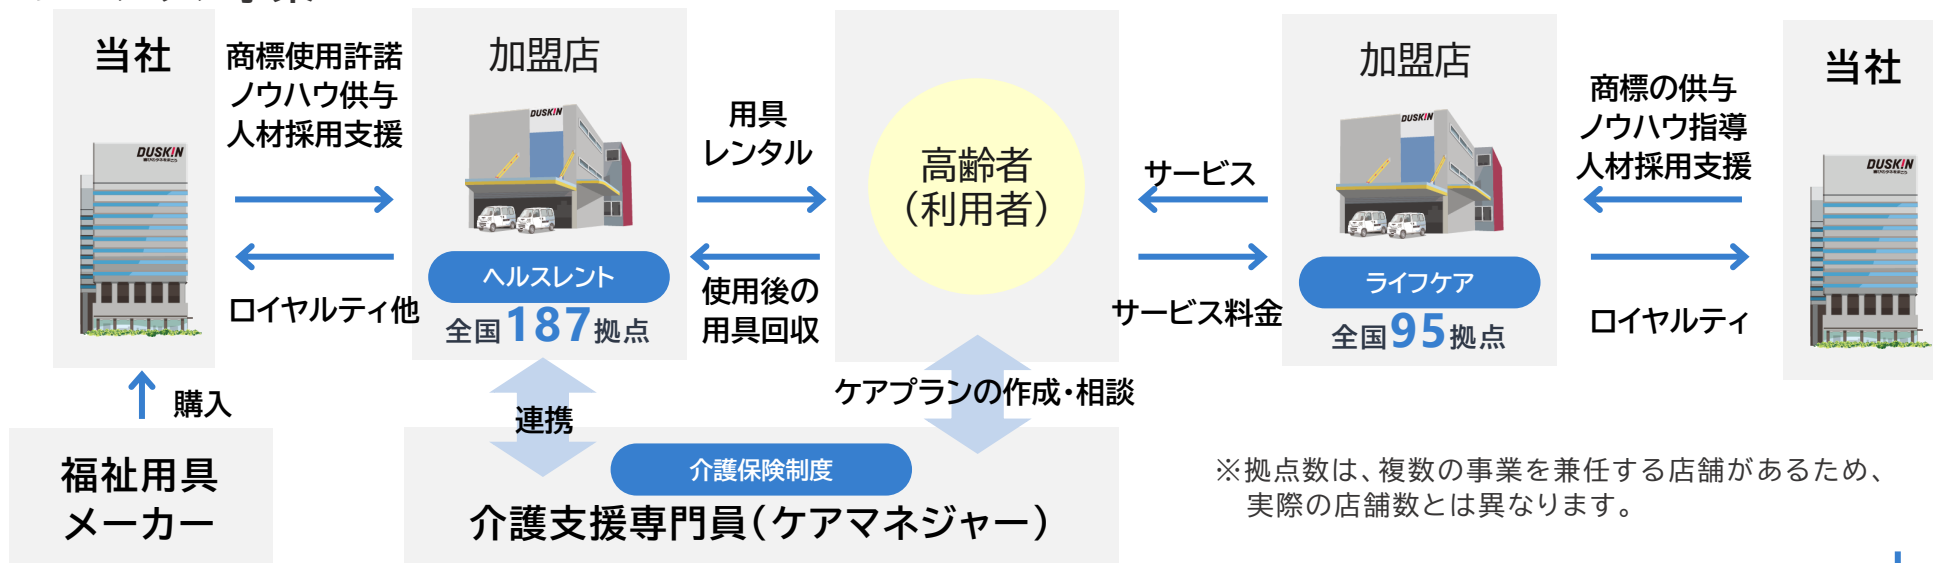 当社
商標使用許諾
ノウハウ供与
人材採用支援
ロイヤルティ他
DUSKIN
購入
福祉用具
メーカー
加盟店
DUSKIN
ヘルスレント
全国187拠点
用具
レンタル
使用後の
用具回収
連携
高齢者
（利用者）
ケアプランの作成・相談
介護保険制度
介護支援専門員（ケアマネジャー）
サービス
サービス料金
加盟店
DUSKIN
ライフケア
全国95拠点
商標の供与
ノウハウ指導
人材採用支援
ロイヤルティ
当社
DUSKIN
※拠点数は、複数の事業を兼任する店舗があるため、
実際の店舗数とは異なります。